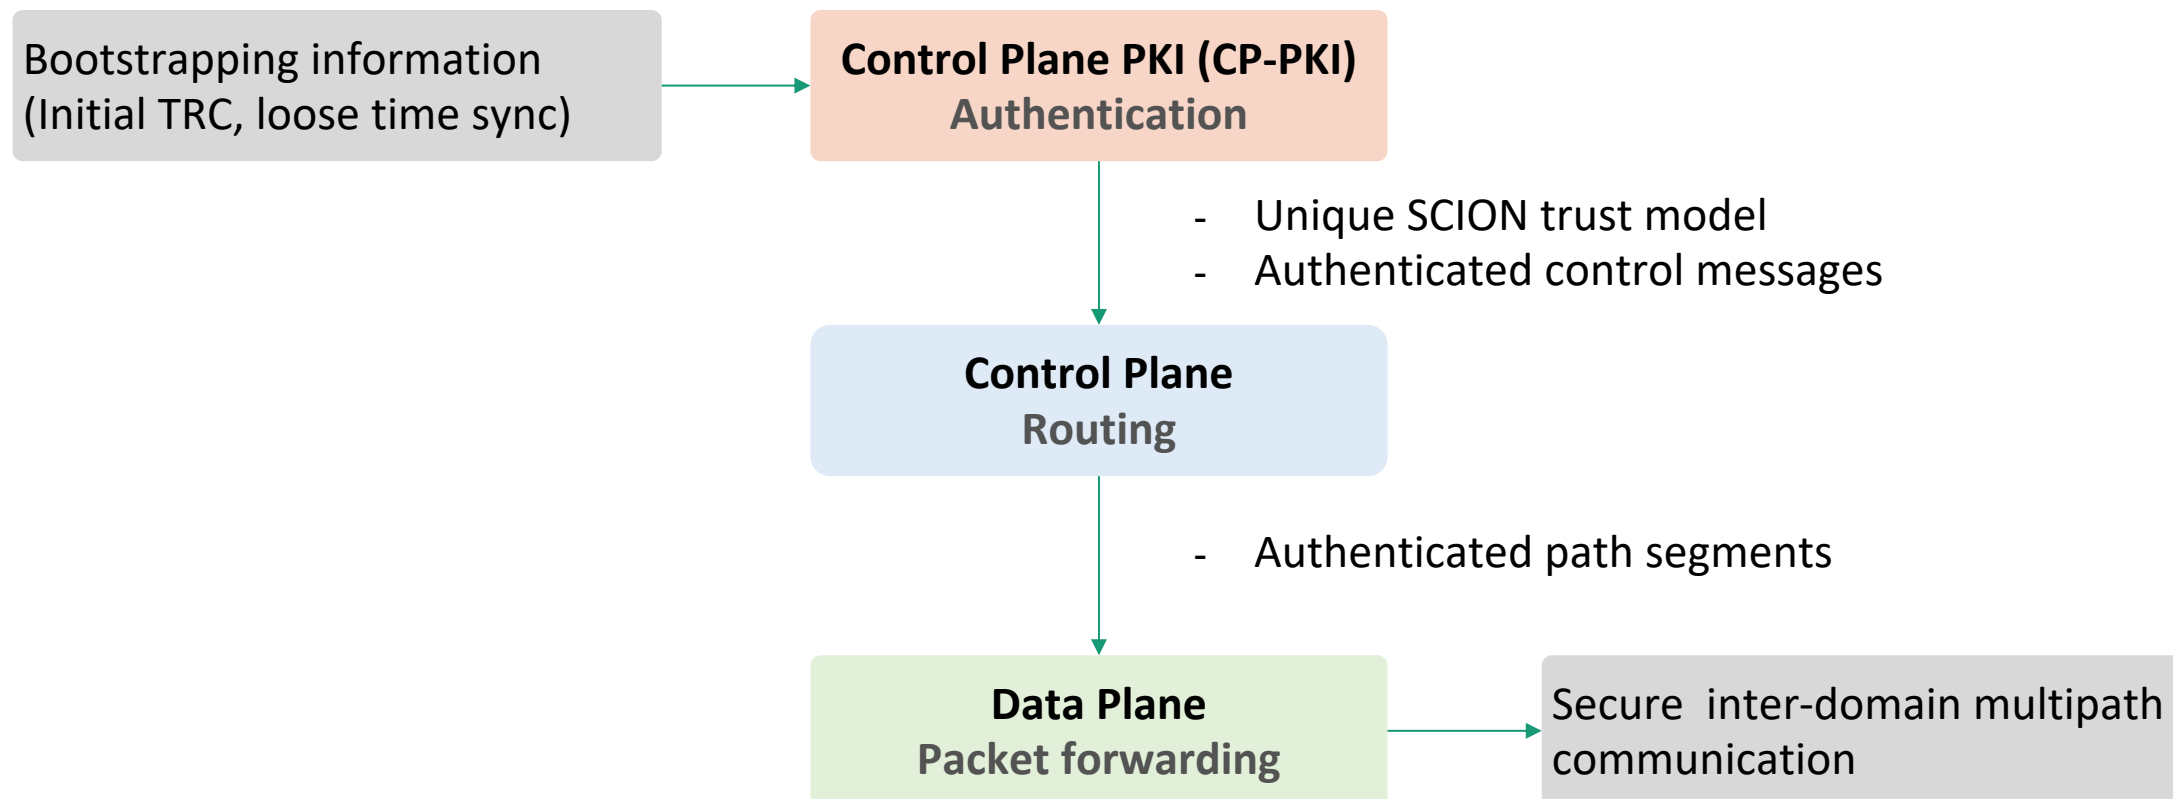 Bootstrapping information
(Initial TRC, loose time sync)
Control Plane PKI (CP-PKI)
Authentication
- Unique SCION trust model
- Authenticated control messages
Control Plane
Routing
- Authenticated path segments
Data Plane
Packet forwarding
Secure inter-domain multipath
communication